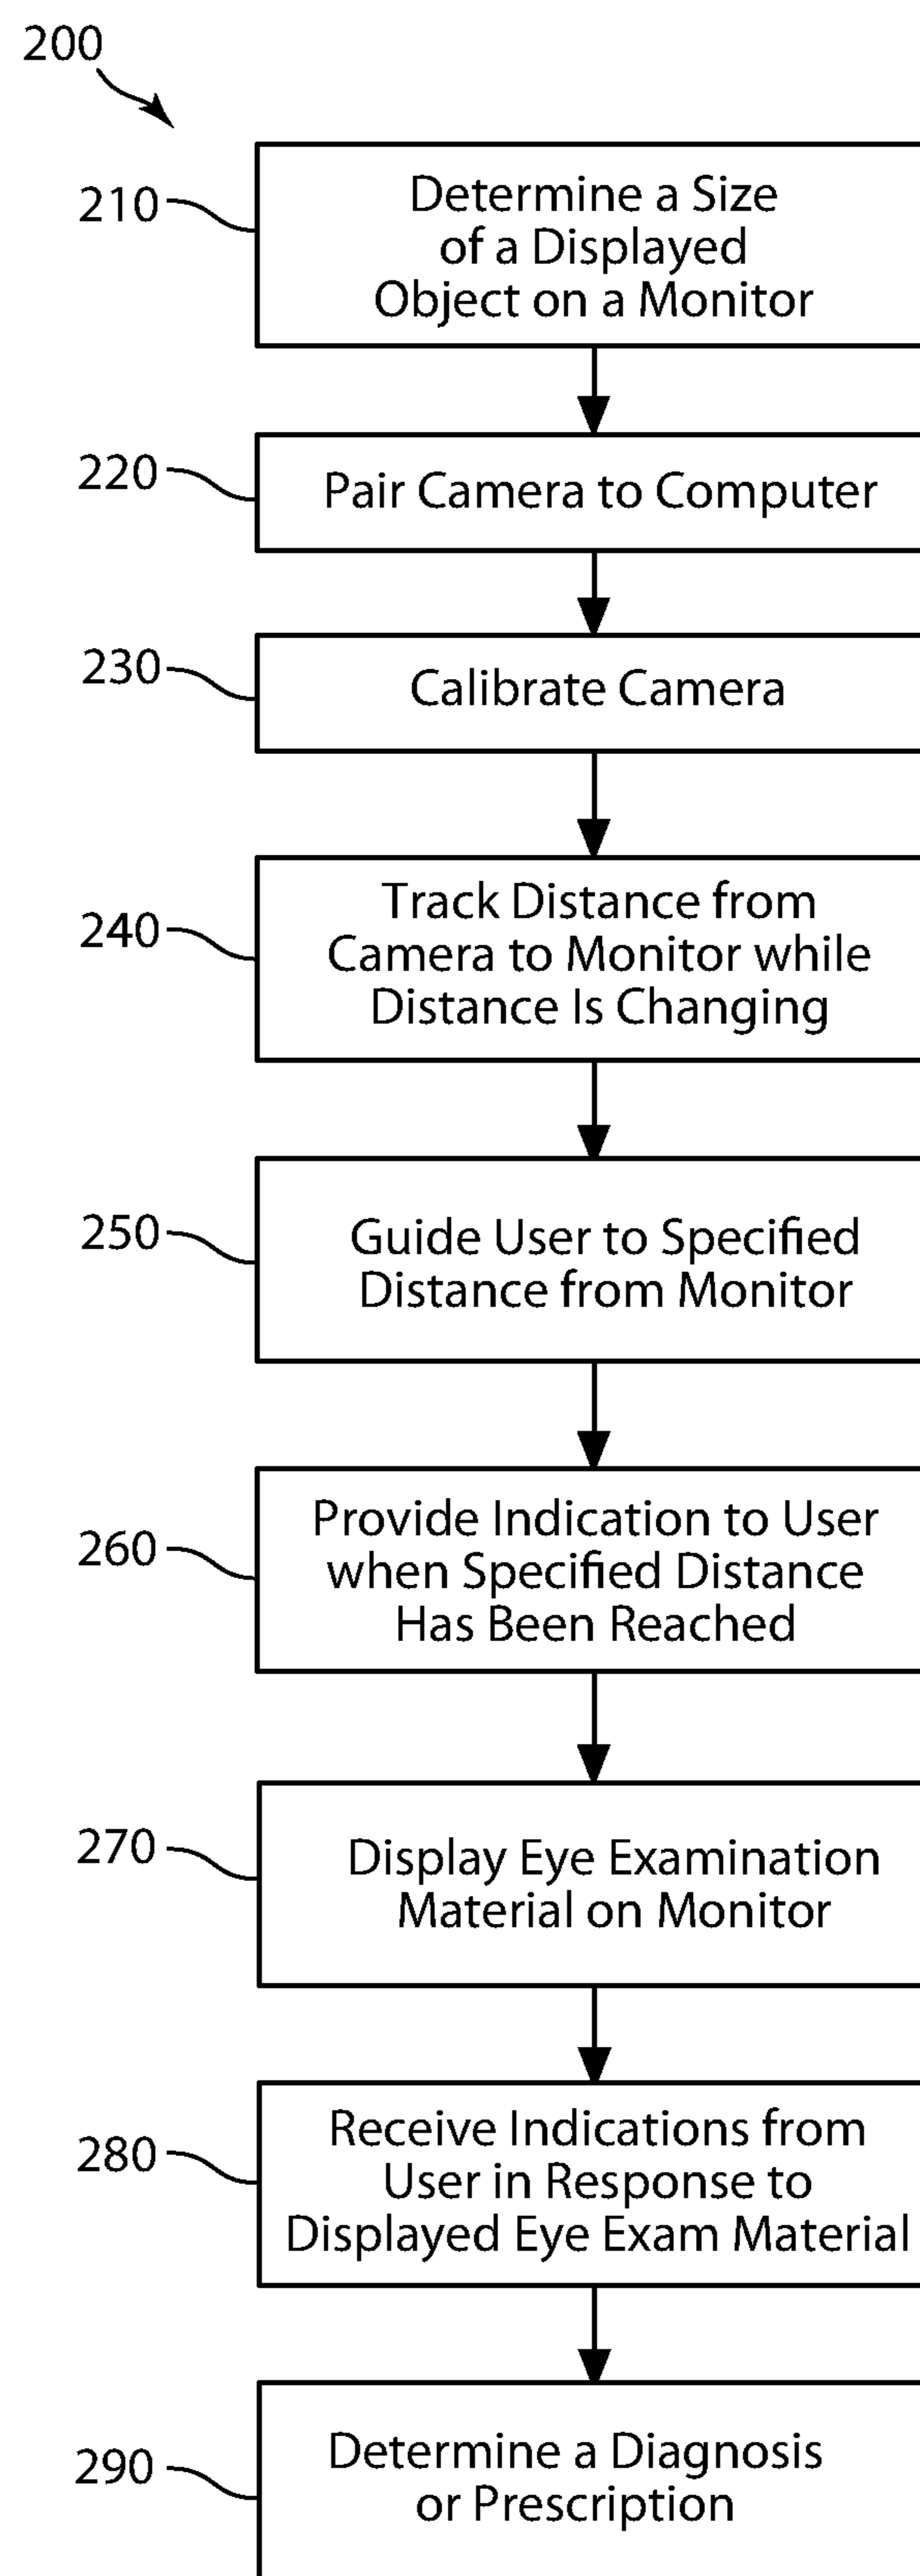 200
210
Determine a Size
of a Displayed
Object on a Monitor
220
Pair Camera to Computer
230
Calibrate Camera
240
Track Distance from
Camera to Monitor while
Distance Is Changing
250
Guide User to Specified
Distance from Monitor
260
Provide Indication to User
when Specified Distance
Has Been Reached
270
Display Eye Examination
Material on Monitor
280
Receive Indications from
User in Response to
Displayed Eye Exam Material
290
Determine a Diagnosis
or Prescription